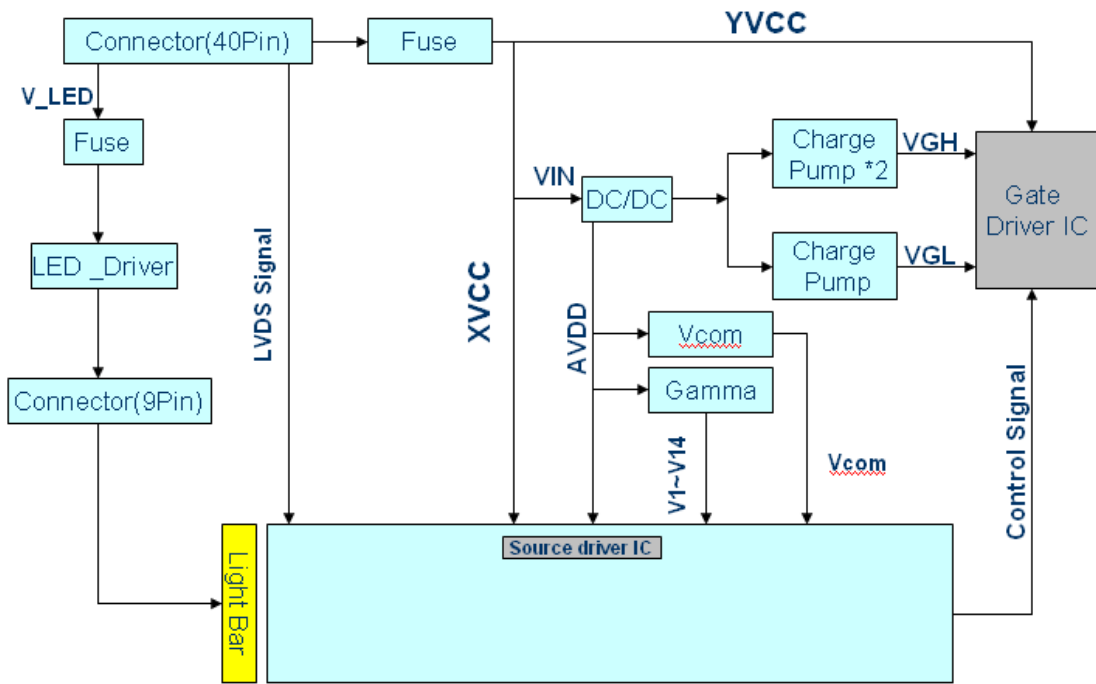 Connector(40Pin)
Fuse
YVCC
V_LED
Fuse
Charge
Pump *2
VGH
VIN
DC/DC
Gate
Driver IC
LED _Driver
LVDS Signal
XVCC
Charge
Pump
VGL
AVDD
Vcom
Connector(9Pin)
Gamma
V1~V14
Vcom
Control Signal
Source driver IC
Light Bar